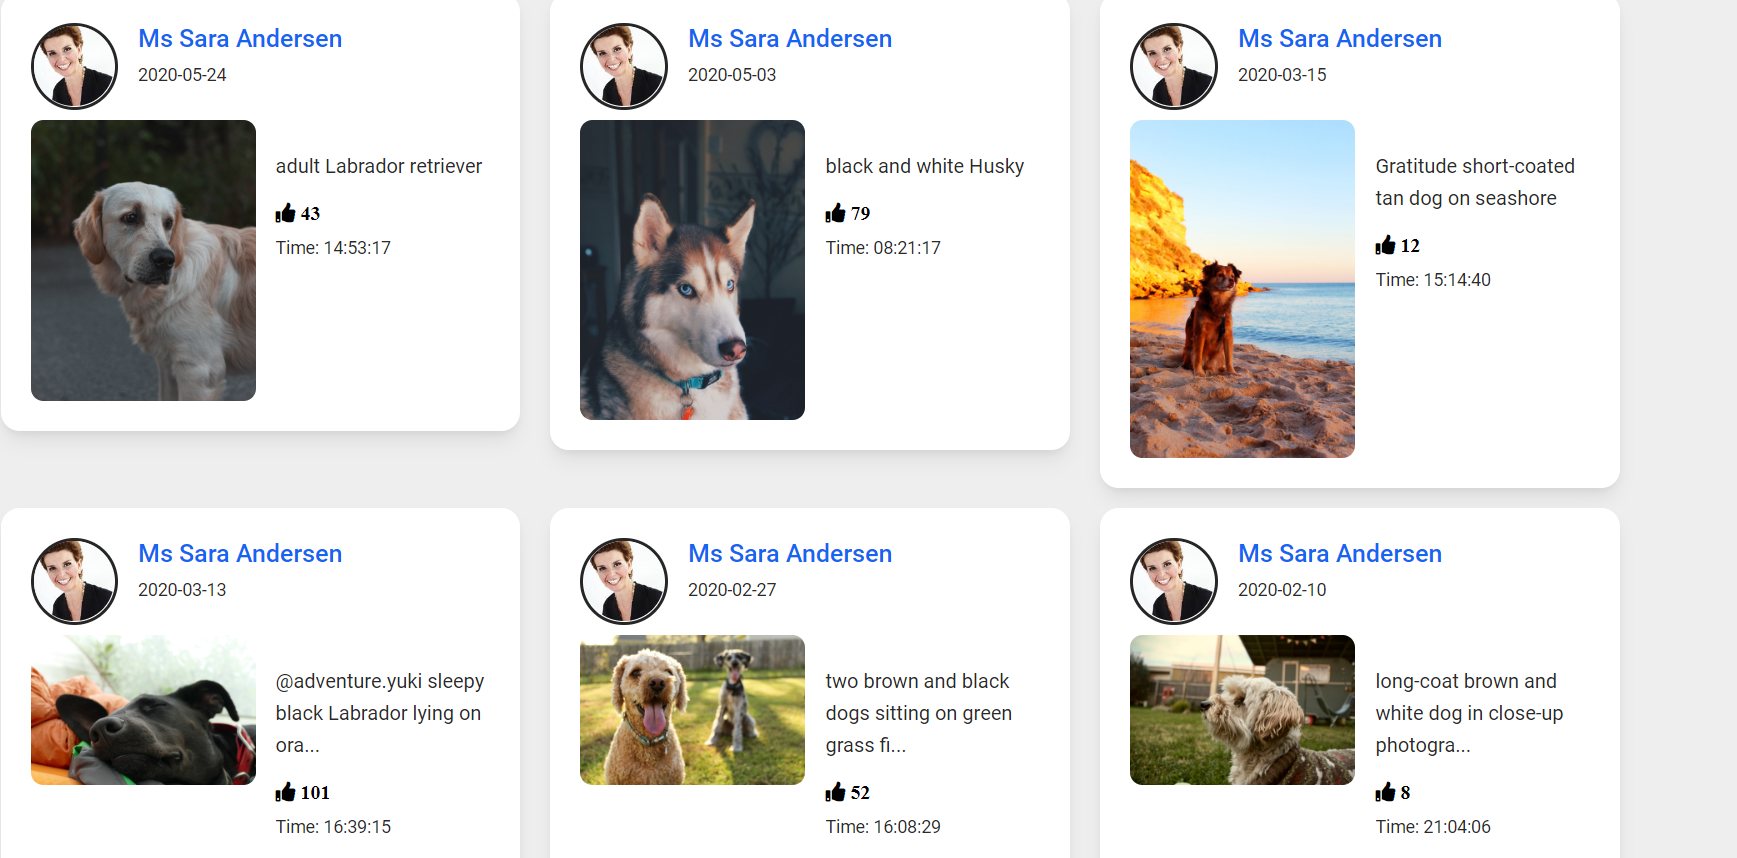 Ms Sara Andersen
2020-05-24
adult Labrador retriever
43
Time: 14:53:17
Ms Sara Andersen
2020-05-03
black and white Husky
79
Time: 08:21:17
Ms Sara Andersen
2020-03-15
Gratitude short-coated
tan dog on seashore
12
Time: 15:14:40
Ms Sara Andersen
2020-03-13
@adventure.yuki sleepy
black Labrador lying on
ora...
101
Time: 16:39:15
Ms Sara Andersen
2020-02-27
two brown and black
dogs sitting on green
grass fi...
52
Time: 16:08:29
Ms Sara Andersen
2020-02-10
long-coat brown and
white dog in close-up
photogra...
8
Time: 21:04:06